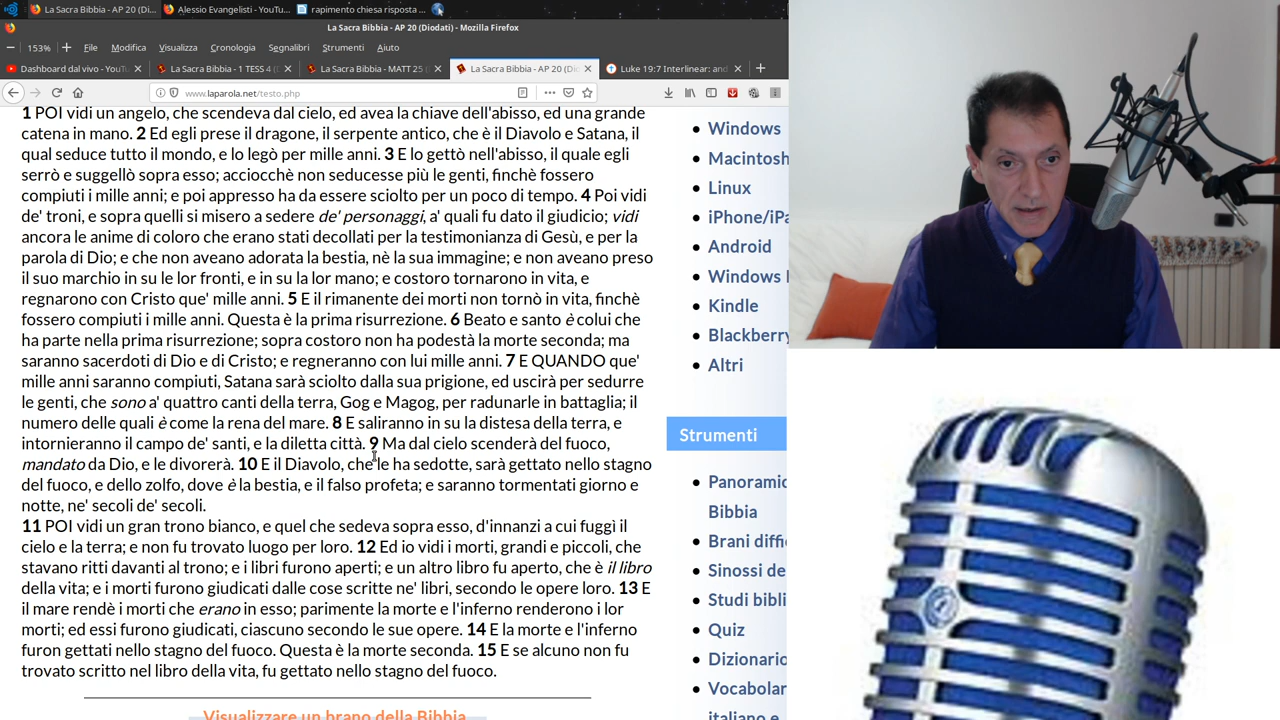 La Sacra Bibbia - AP 20 (Di...
Alessio Evangelisti - YouTu...
rapimento chiesa risposta ...
La Sacra Bibbia - AP 20 (Diodati) - Mozilla Firefox
153% File Modifica Visualizza Cronologia Segnalibri Strumenti Aiuto
Dashboard dal vivo - YouTu
La Sacra Bibbia - 1 TESS 4 (D
La Sacra Bibbia - MATT 25 (
La Sacra Bibbia - AP 20 (Dio
Luke 19:7 Interlinear: and
www.laparola.net/testo.php
1 POI vidi un angelo, che scendeva dal cielo, ed avea la chiave dell'abisso, ed una grande
catena in mano. 2 Ed egli prese il dragone, il serpente antico, che è il Diavolo e Satana, il
qual seduce tutto il mondo, e lo legò per mille anni. 3 E lo gettò nell'abisso, il quale egli
serrò e suggellò sopra esso; acciocchè non seducesse più le genti, finchè fossero
compiuti i mille anni; e poi appresso ha da essere sciolto per un poco di tempo. 4 Poi vidi
de' troni, e sopra quelli si misero a sedere de' personaggi, a' quali fu dato il giudicio; vidi
ancora le anime di coloro che erano stati decollati per la testimonianza di Gesù, e per la
parola di Dio; e che non aveano adorata la bestia, nè la sua immagine; e non aveano preso
il suo marchio in su le lor fronti, e in su la lor mano; e costoro tornarono in vita, e
regnarono con Cristo que' mille anni. 5 E il rimanente dei morti non tornò in vita, finchè
fossero compiuti i mille anni. Questa è la prima risurrezione. 6 Beato e santo è colui che
ha parte nella prima risurrezione; sopra costoro non ha podestà la morte seconda; ma
saranno sacerdoti di Dio e di Cristo; e regneranno con lui mille anni. 7 E QUANDO que'
mille anni saranno compiuti, Satana sarà sciolto dalla sua prigione, ed uscirà per sedurre
le genti, che sono a' quattro canti della terra, Gog e Magog, per radunarle in battaglia; il
numero delle quali è come la rena del mare. 8 E saliranno in su la distesa della terra, e
intornieranno il campo de' santi, e la diletta città. 9 Ma dal cielo scenderà del fuoco,
mandato da Dio, e le divorerà. 10 E il Diavolo, che le ha sedotte, sarà gettato nello stagno
del fuoco, e dello zolfo, dove è la bestia, e il falso profeta; e saranno tormentati giorno e
notte, ne' secoli de' secoli.
11 POI vidi un gran trono bianco, e quel che sedeva sopra esso, d'innanzi a cui fuggì il
cielo e la terra; e non fu trovato luogo per loro. 12 Ed io vidi i morti, grandi e piccoli, che
stavano ritti davanti al trono; e i libri furono aperti; e un altro libro fu aperto, che è il libro
della vita; e i morti furono giudicati dalle cose scritte ne' libri, secondo le opere loro. 13 E
il mare rendè i morti che erano in esso; parimente la morte e l'inferno renderono i lor
morti; ed essi furono giudicati, ciascuno secondo le sue opere. 14 E la morte e l'inferno
furon gettati nello stagno del fuoco. Questa è la morte seconda. 15 E se alcuno non fu
trovato scritto nel libro della vita, fu gettato nello stagno del fuoco.
Visualizzare un brano della Bibbia
Windows
Macintosh
Linux
iPhone/iPa
Android
Windows
Kindle
Blackberry
Altri
Strumenti
Panoramic
Bibbia
Brani diffi
Sinossi de
Studi bibli
Quiz
Dizionario
Vocabolar
italiano e